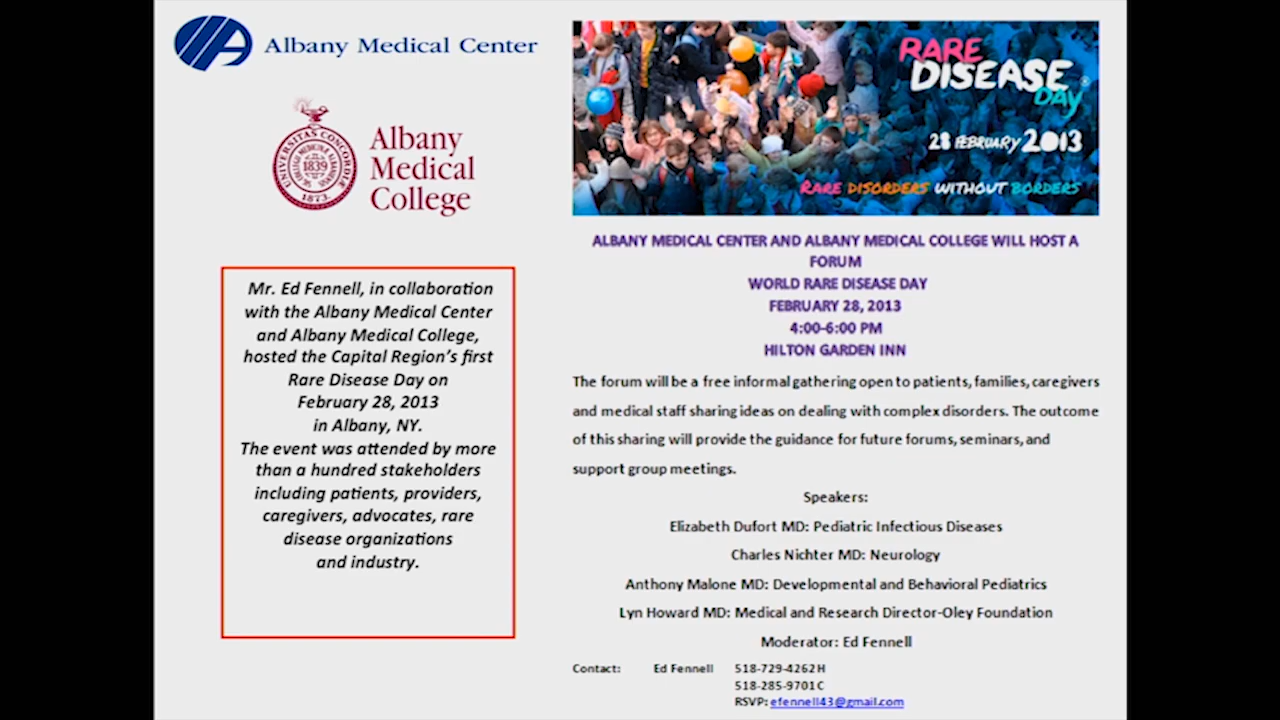 Albany Medical Center
UNIVERSITAS CONCORDIÆ
1839
1873.
Albany
Medical
College
Mr. Ed Fennell, in collaboration
with the Albany Medical Center
and Albany Medical College,
hosted the Capital Region's first
Rare Disease Day on
February 28, 2013
in Albany, NY.
The event was attended by more
than a hundred stakeholders
including patients, providers,
caregivers, advocates, rare
disease organizations
and industry.
RARE
DISEASE
DAY®
28 FEBRUARY 2013
RARE DISORDERS WITHOUT BORDERS
ALBANY MEDICAL CENTER AND ALBANY MEDICAL COLLEGE WILL HOST A
FORUM
WORLD RARE DISEASE DAY
FEBRUARY 28, 2013
4:00-6:00 PM
HILTON GARDEN INN
The forum will be a free informal gathering open to patients, families, caregivers
and medical staff sharing ideas on dealing with complex disorders. The outcome
of this sharing will provide the guidance for future forums, seminars, and
support group meetings.
Speakers:
Elizabeth Dufort MD: Pediatric Infectious Diseases
Charles Nichter MD: Neurology
Anthony Malone MD: Developmental and Behavioral Pediatrics
Lyn Howard MD: Medical and Research Director-Oley Foundation
Moderator: Ed Fennell
Contact: Ed Fennell 518-729-4262 H
518-285-9701 C
RSVP: efennell43@gmail.com